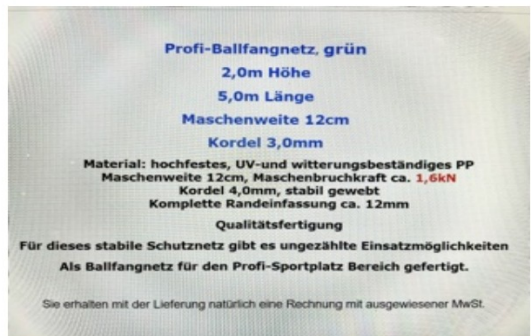 Profi-Ballfangnetz, grün
2,0m Höhe
5,0m Länge
Maschenweite 12cm
Kordel 3,0mm
Material: hochfestes, UV-und witterungsbeständiges PP
Maschenweite 12cm, Maschenbruchkraft ca. 1,6kN
Kordel 4,0mm, stabil gewebt
Komplette Randeinfassung ca. 12mm
Qualitätsfertigung
Für dieses stabile Schutznetz gibt es ungezählte Einsatzmöglichkeiten
Als Ballfangnetz für den Profi-Sportplatz Bereich gefertigt.
Sie erhalten mit der Lieferung natürlich eine Rechnung mit ausgewiesener MwSt.